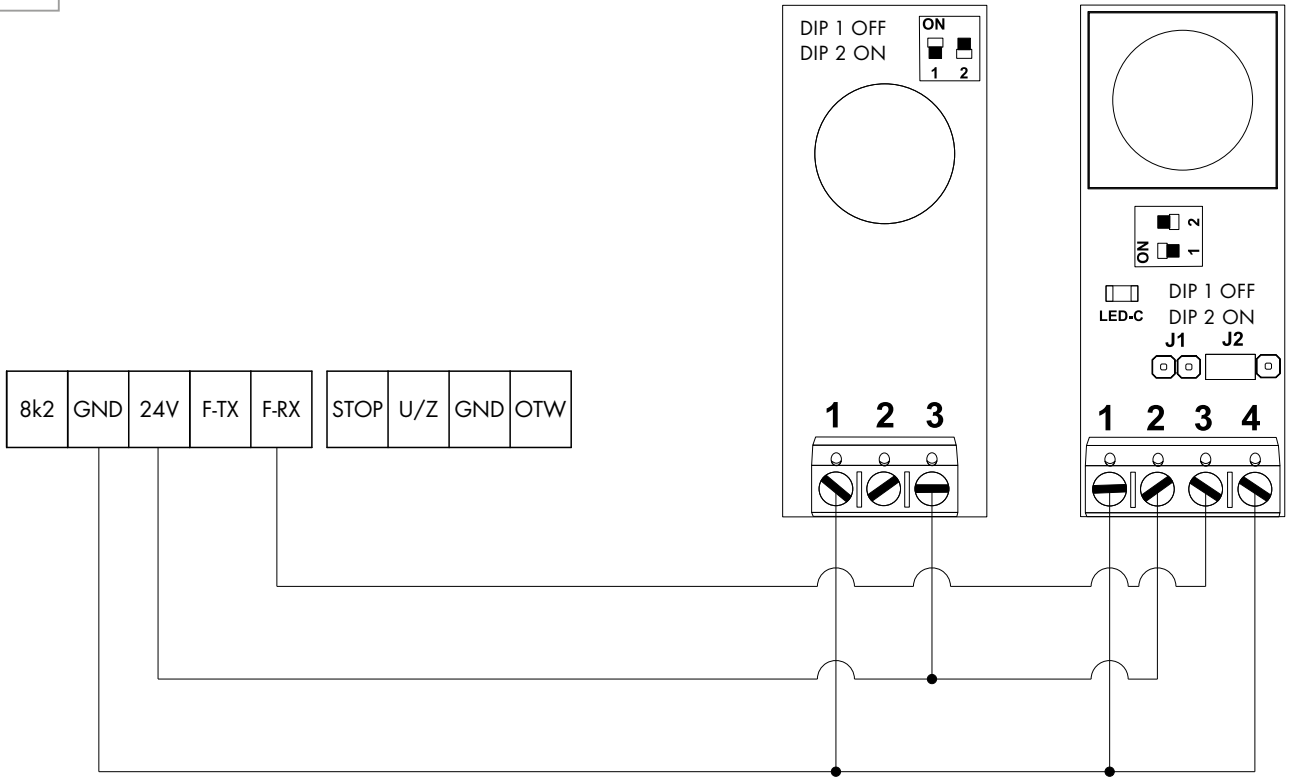 DIP 1 OFF
DIP 2 ON
ON
1 2
2
ON 1
LED-C
DIP 1 OFF
DIP 2 ON
J1 J2
8k2 GND 24V F-TX F-RX STOP U/Z GND OTW
1 2 3
1 2 3 4